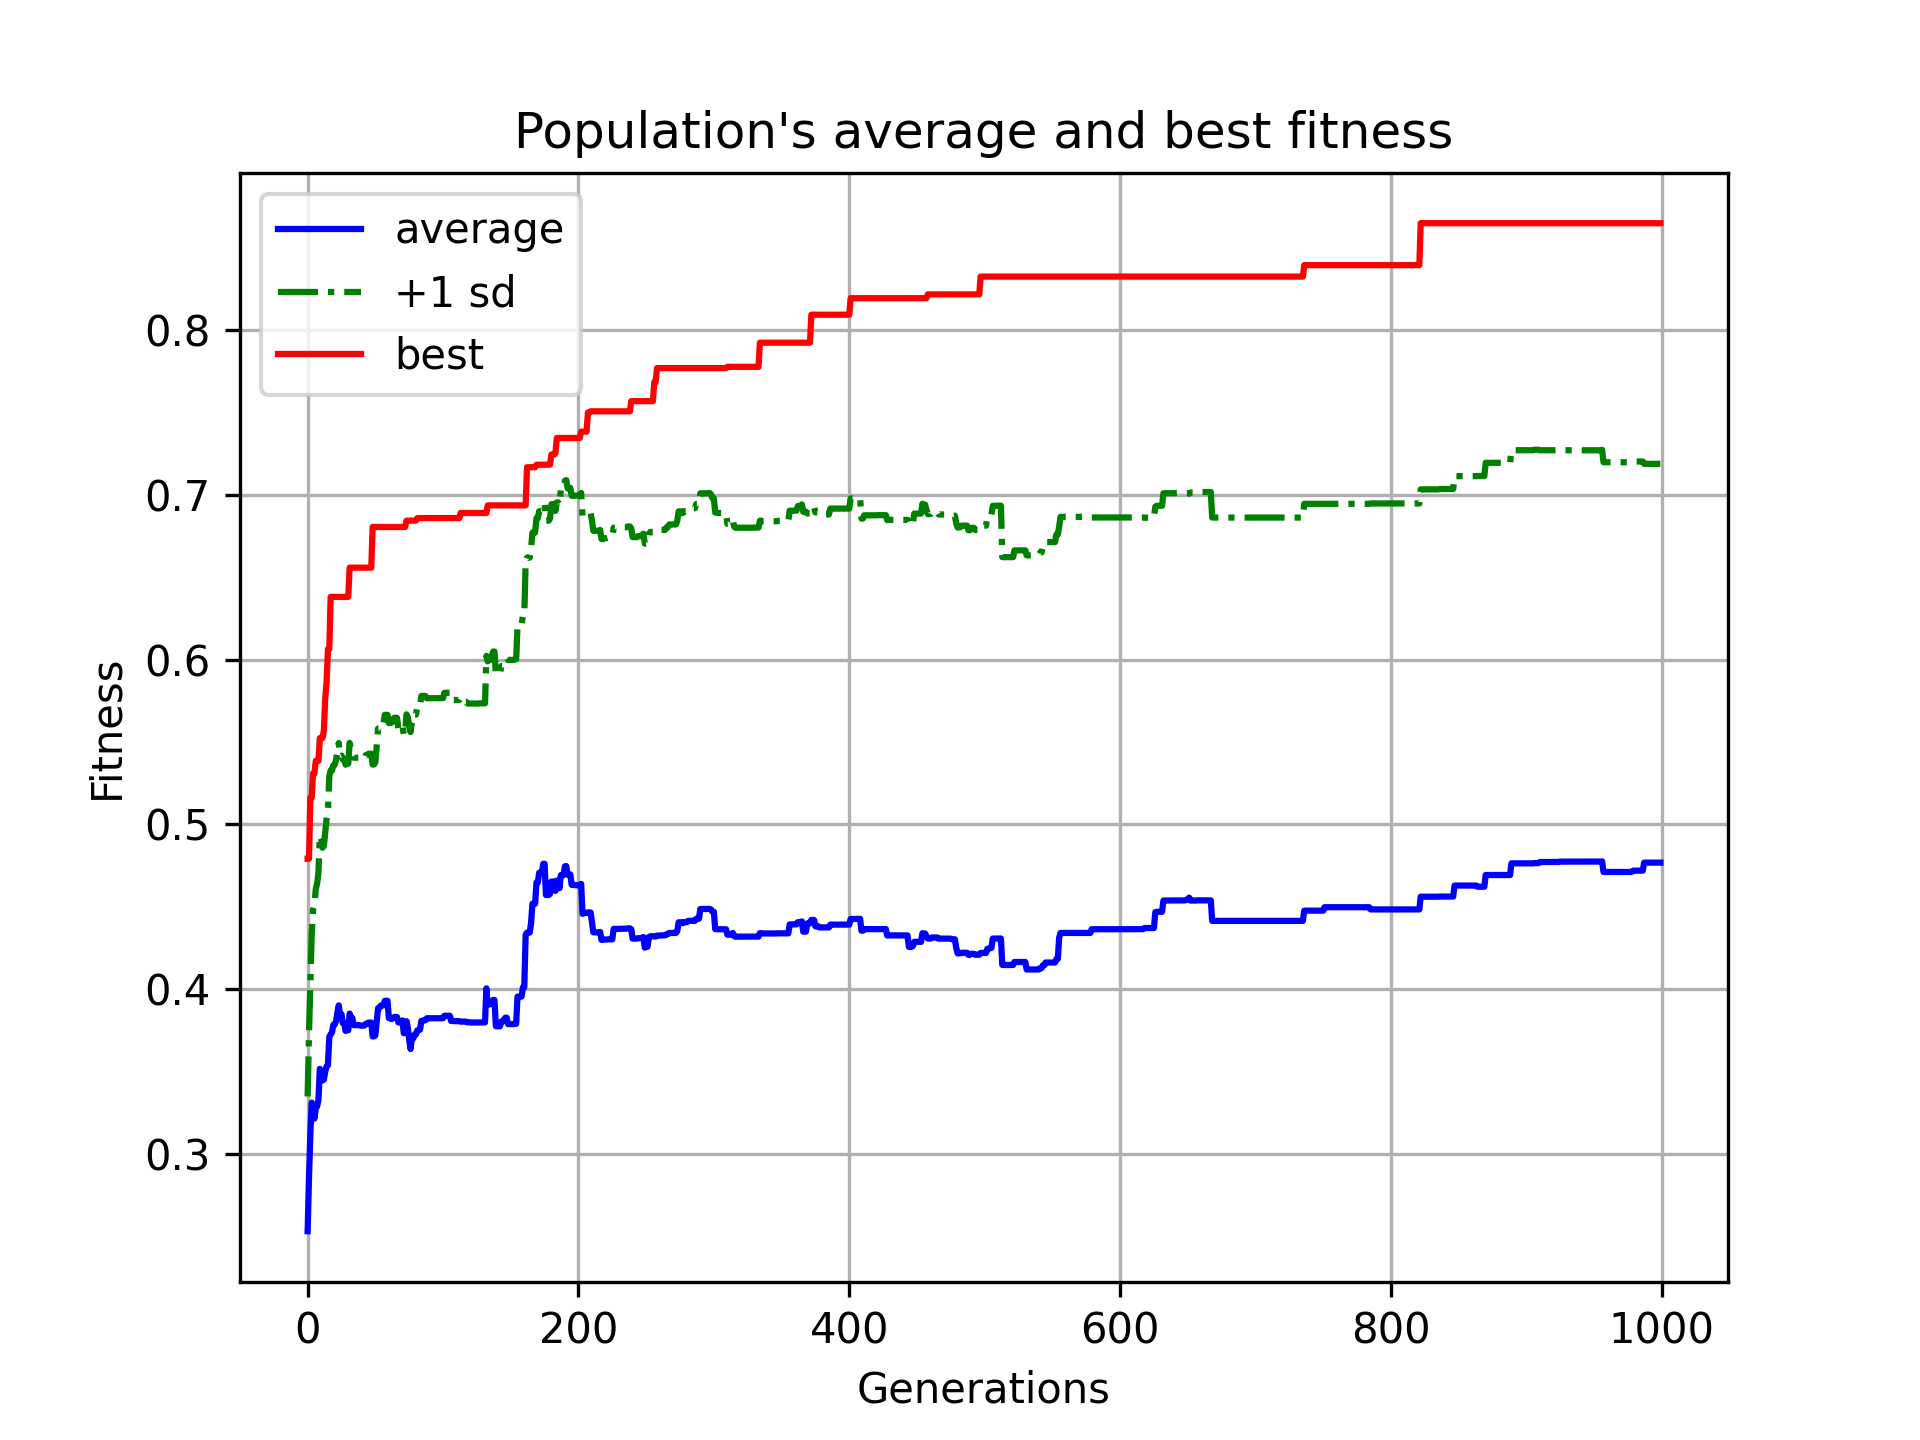 Population's average and best fitness
average
+1 sd
best
Fitness
0.8
0.7
0.6
0.5
0.4
0.3
0 200 400 600 800 1000
Generations